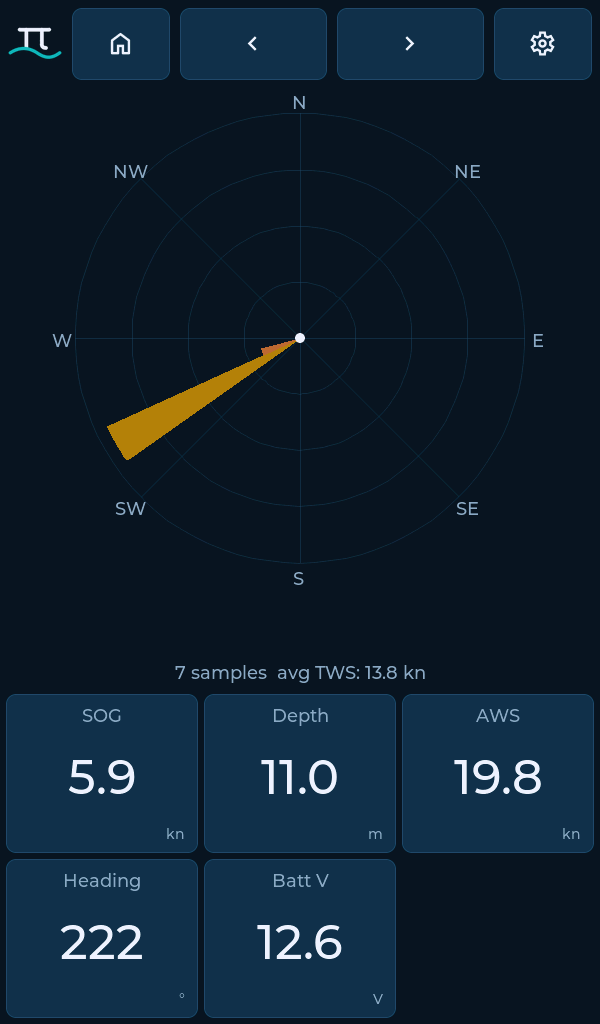 N
NW
NE
W
E
SW
SE
S
7 samples  avg TWS: 13.8 kn
SOG
5.9
kn
Depth
11.0
m
AWS
19.8
kn
Heading
222
°
Batt V
12.6
V